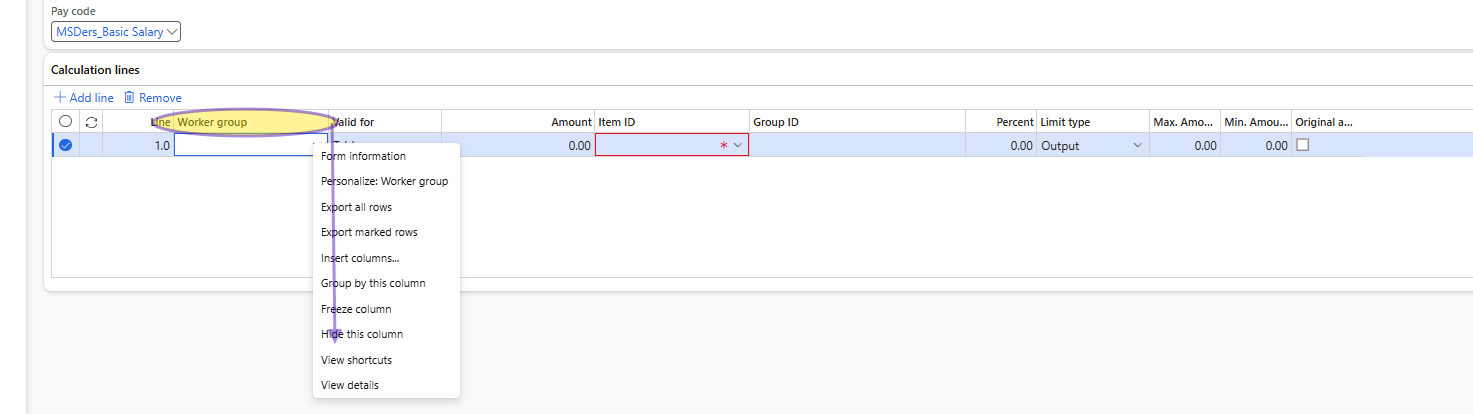 Pay code
MSDers_Basic Salary
Calculation lines
Add line Remove
Line Worker group Valid for Amount Item ID Group ID Percent Limit type Max. Amo... Min. Amou... Original a...
1.0 0.00 * 0.00 Output 0.00 0.00
Form information
Personalize: Worker group
Export all rows
Export marked rows
Insert columns...
Group by this column
Freeze column
Hide this column
View shortcuts
View details